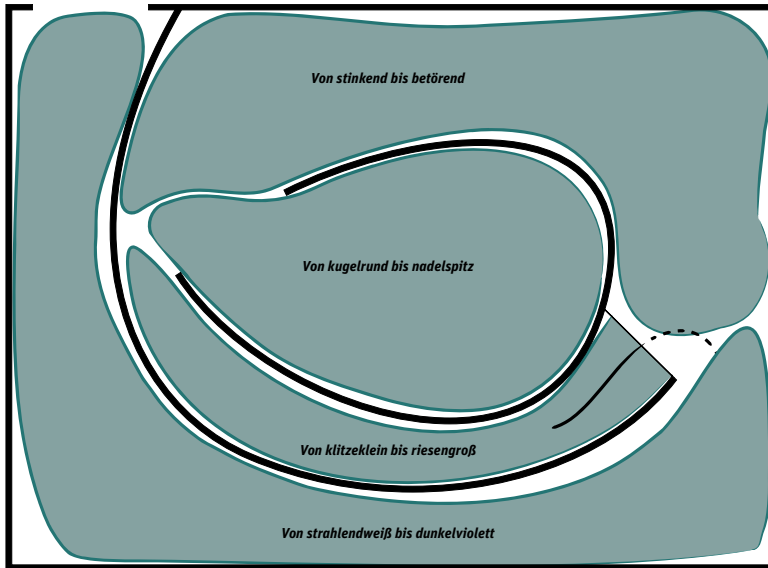 Von stinkend bis betörend
Von kugelrund bis nadelspitz
Von klitzeklein bis riesengroß
Von strahlendweiß bis dunkelviolett